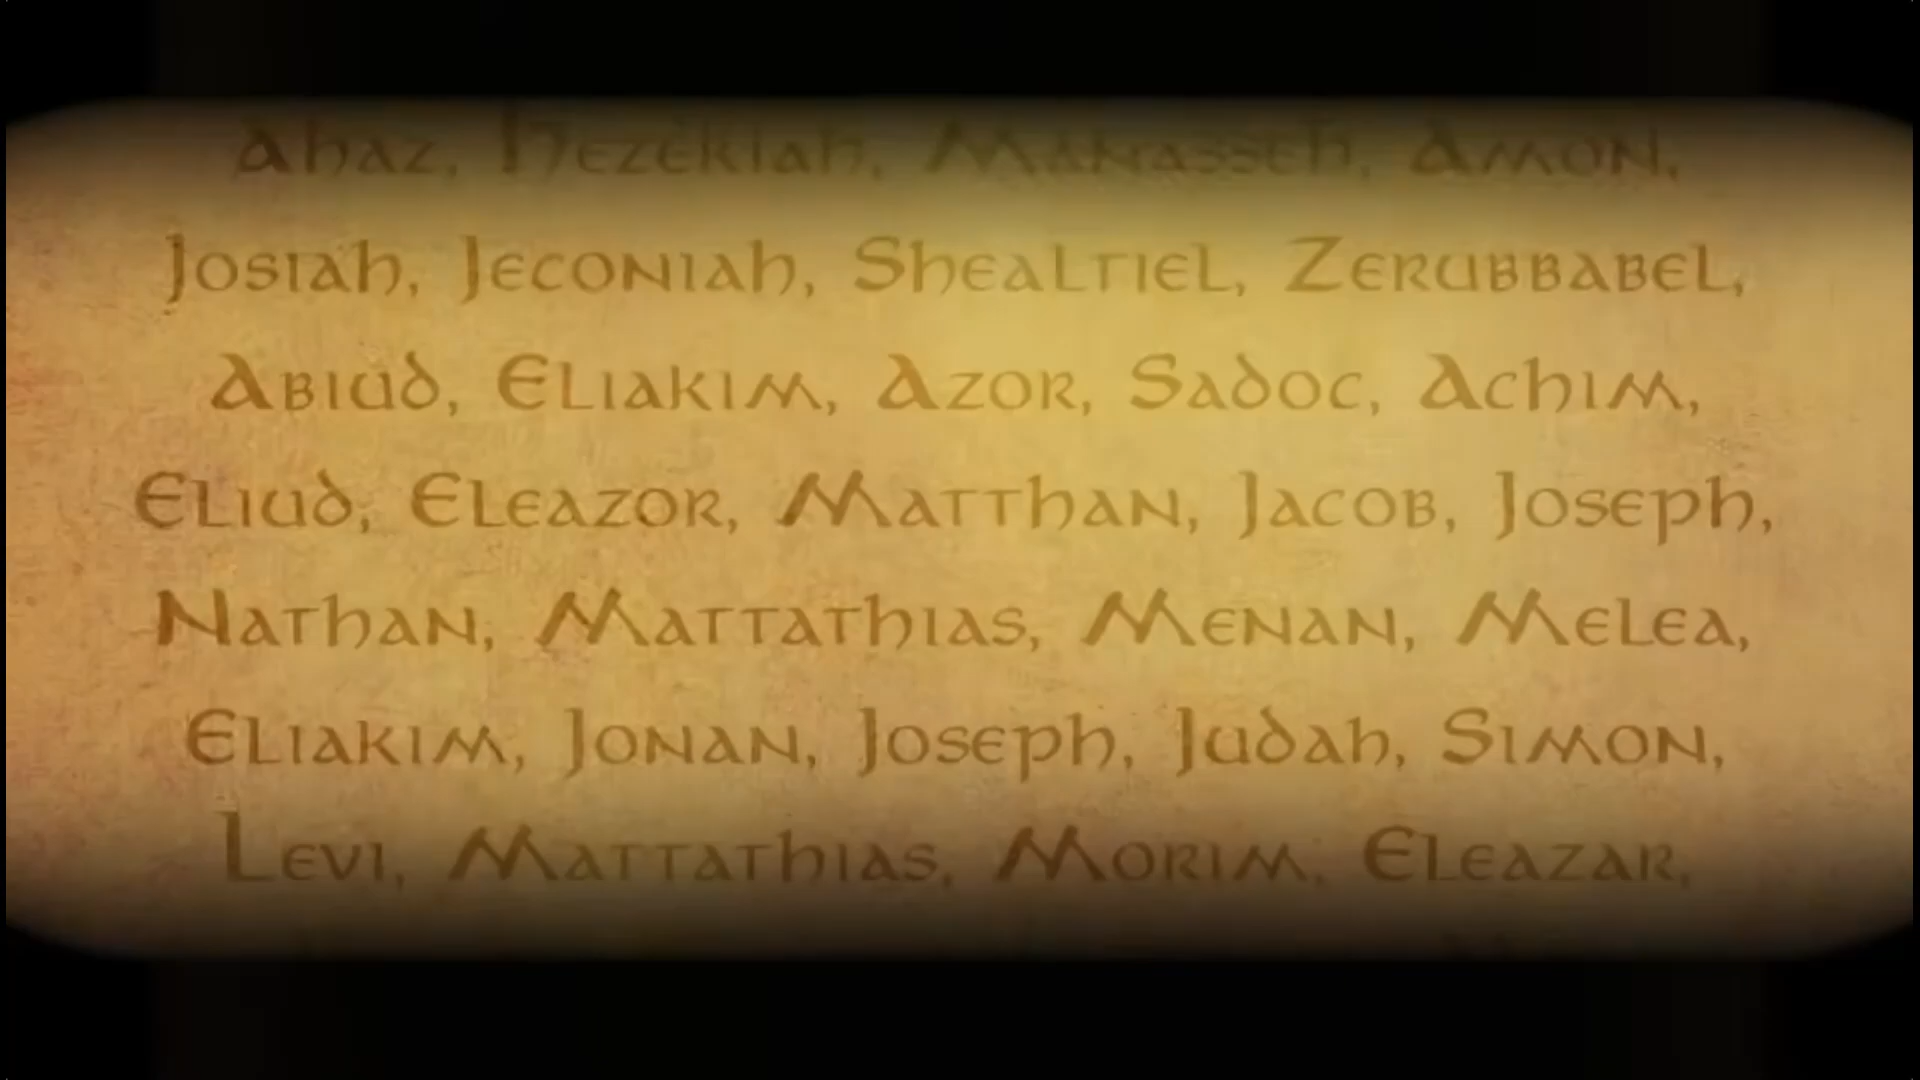 Ahaz, Hezekiah, Manasseh, Amon,
Josiah, Jeconiah, Shealtiel, Zerubbabel,
Abiud, Eliakim, Azor, Sadoc, Achim,
Eliud, Eleazor, Matthan, Jacob, Joseph,
Nathan, Mattathias, Menan, Melea,
Eliakim, Jonan, Joseph, Judah, Simon,
Levi, Mattathias, Morim, Eleazar,